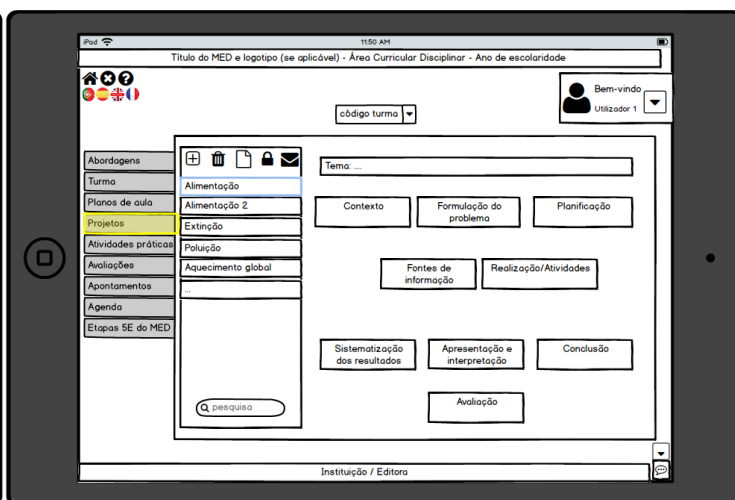 iPod
11:50 AM
Título do MED e logotipo (se aplicável) - Área Curricular Disciplinar - Ano de escolaridade
Bem-vindo
Utilizador 1
código turma
Abordagens
Turma
Planos de aula
Projetos
Atividades práticas
Avaliações
Apontamentos
Agenda
Etapas 5E do MED
Alimentação
Alimentação 2
Extinção
Poluição
Aquecimento global
...
pesquisa
Tema: ...
Contexto
Formulação do
problema
Planificação
Fontes de
informação
Realização/Atividades
Sistematização
dos resultados
Apresentação e
interpretação
Conclusão
Avaliação
Instituição / Editora